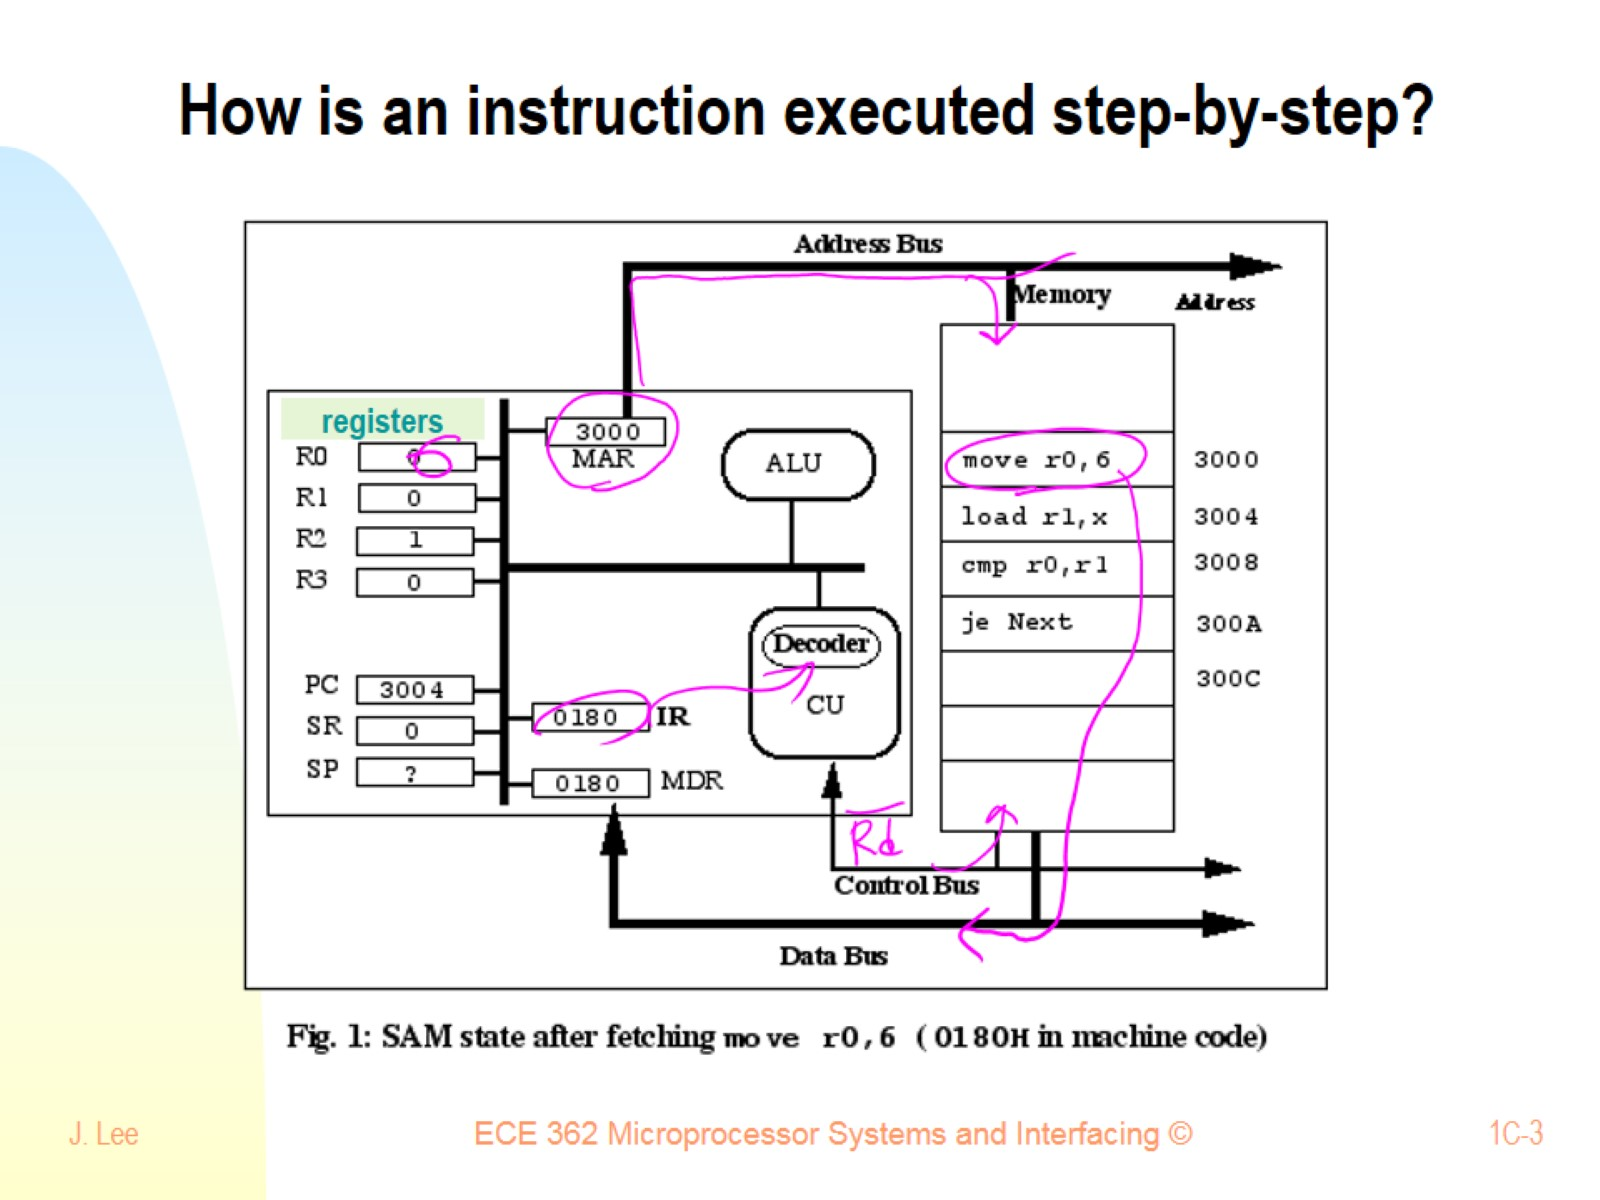 How is an instruction executed step-by-step?
Address Bus
Memory
Address
registers
R0
R1 0
R2 1
R3 0
3000
MAR
ALU
move r0,6 3000
load r1,x 3004
cmp r0,r1 3008
je Next 300A
300C
Decoder
CU
PC 3004
SR 0
SP ?
0180 IR
0180 MDR
Rd
Control Bus
Data Bus
Fig. 1: SAM state after fetching move r0,6 (0180H in machine code)
J. Lee
ECE 362 Microprocessor Systems and Interfacing ©
1C-3